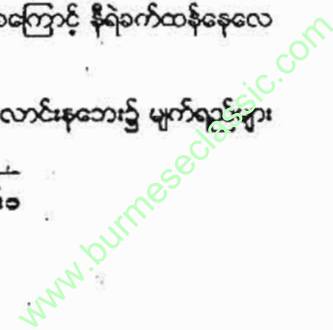 ကြောင့် နီရဲခက်ထန်နေလေ
လောင်းနဘေး၌ မျက်ရည်များ
www.burmeseclassic.com